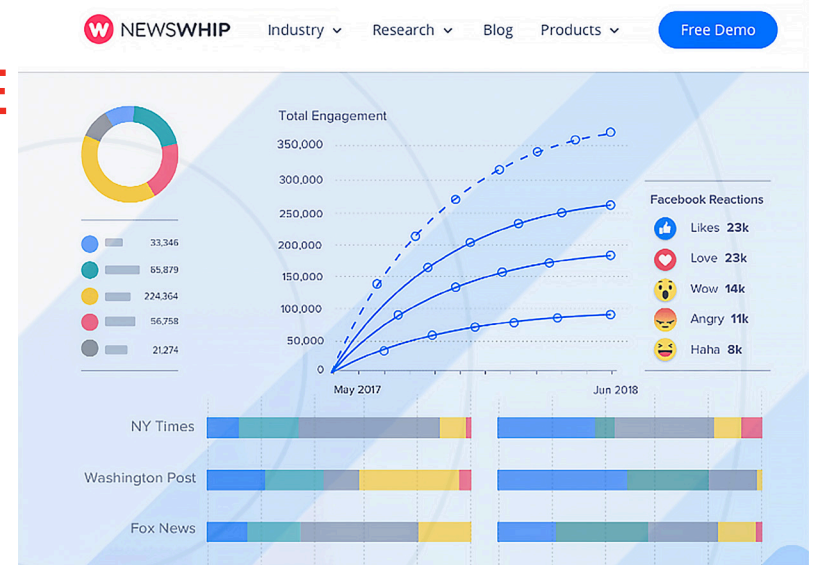 NEWSWHIP
Industry
Research
Blog
Products
Free Demo
Total Engagement
350,000
300,000
250,000
200,000
150,000
100,000
50,000
0
May 2017
Jun 2018
33,346
65,879
224,364
56,758
21,274
Facebook Reactions
Likes 23k
Love 23k
Wow 14k
Angry 11k
Haha 8k
NY Times
Washington Post
Fox News